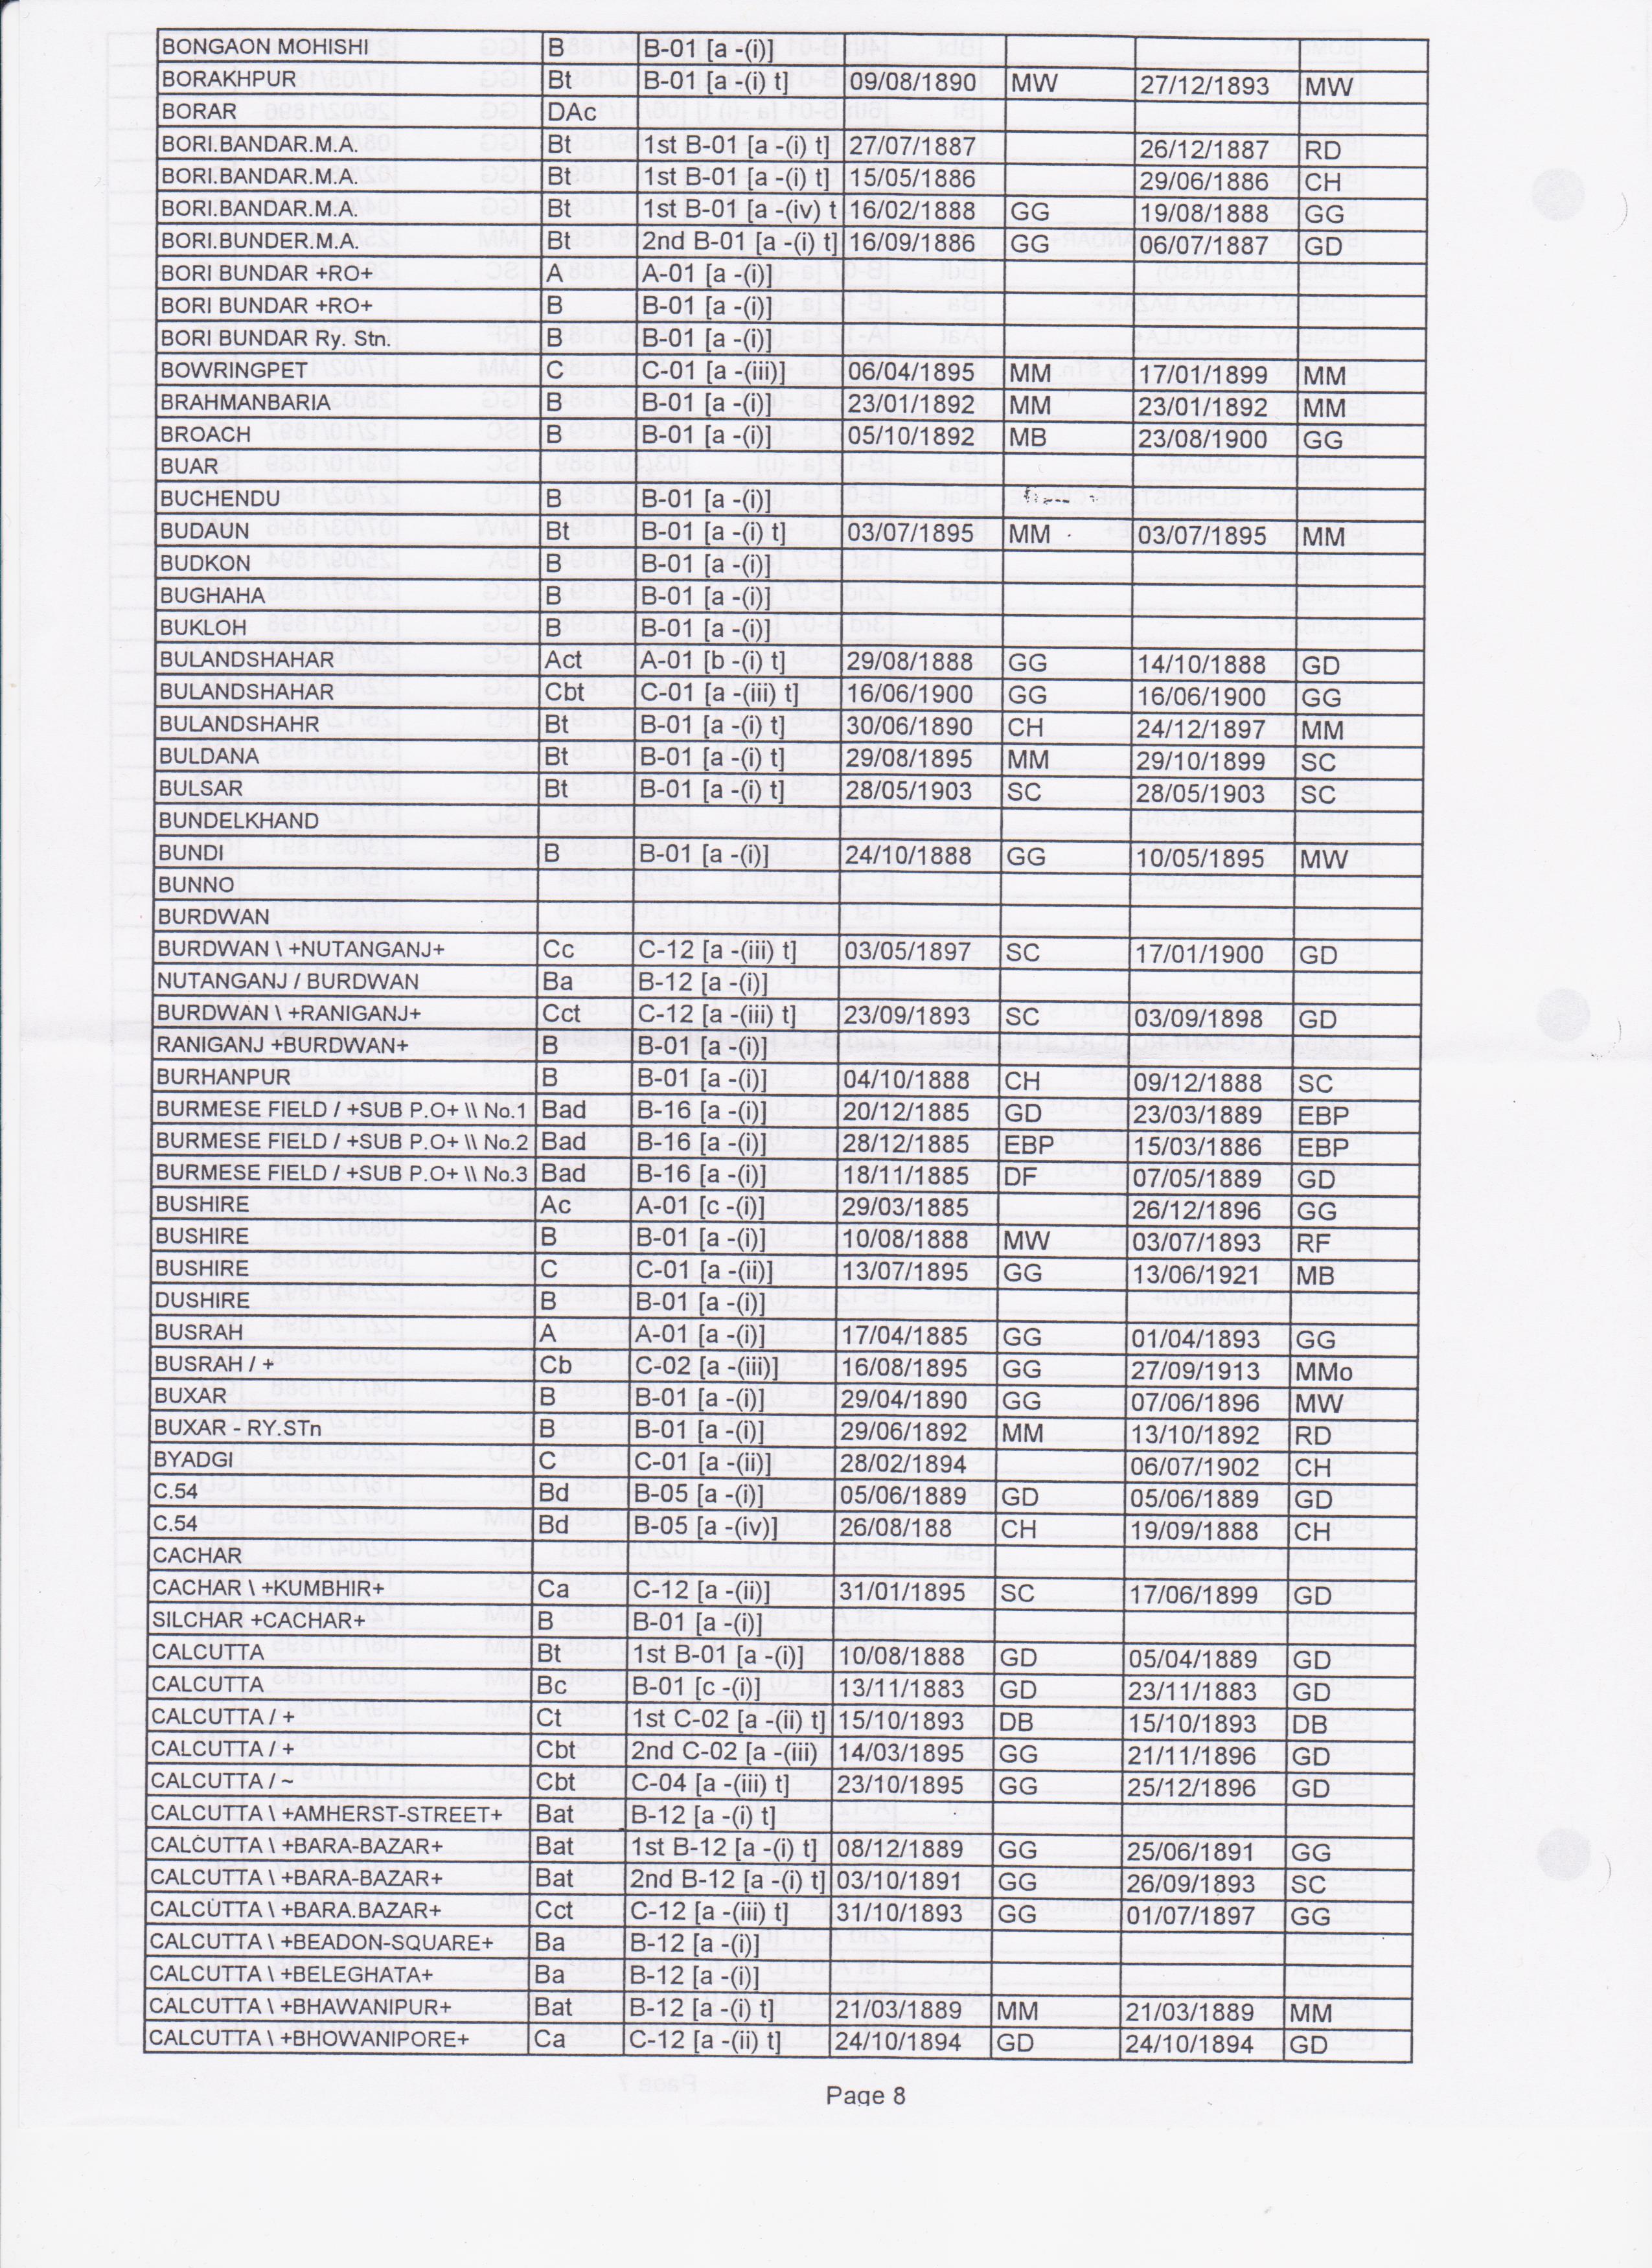 BONGAON MOHISHI B B-01 [a -(i)]
BORAKHPUR Bt B-01 [a -(i) t] 09/08/1890 MW 27/12/1893 MW
BORAR DAc
BORI.BANDAR.M.A. Bt 1st B-01 [a -(i) t] 27/07/1887 26/12/1887 RD
BORI.BANDAR.M.A. Bt 1st B-01 [a -(i) t] 15/05/1886 29/06/1886 CH
BORI.BANDAR.M.A. Bt 1st B-01 [a -(iv) t 16/02/1888 GG 19/08/1888 GG
BORI.BUNDER.M.A. Bt 2nd B-01 [a -(i) t] 16/09/1886 GG 06/07/1887 GD
BORI BUNDAR +RO+ A A-01 [a -(i)]
BORI BUNDAR +RO+ B B-01 [a -(i)]
BORI BUNDAR Ry. Stn. B B-01 [a -(i)]
BOWRINGPET C C-01 [a -(iii)] 06/04/1895 MM 17/01/1899 MM
BRAHMANBARIA B B-01 [a -(i)] 23/01/1892 MM 23/01/1892 MM
BROACH B B-01 [a -(i)] 05/10/1892 MB 23/08/1900 GG
BUAR
BUCHENDU B B-01 [a -(i)]
BUDAUN Bt B-01 [a -(i) t] 03/07/1895 MM 03/07/1895 MM
BUDKON B B-01 [a -(i)]
BUGHAHA B B-01 [a -(i)]
BUKLOH B B-01 [a -(i)]
BULANDSHAHAR Act A-01 [b -(i) t] 29/08/1888 GG 14/10/1888 GD
BULANDSHAHAR Cbt C-01 [a -(iii) t] 16/06/1900 GG 16/06/1900 GG
BULANDSHAHR Bt B-01 [a -(i) t] 30/06/1890 CH 24/12/1897 MM
BULDANA Bt B-01 [a -(i) t] 29/08/1895 MM 29/10/1899 SC
BULSAR Bt B-01 [a -(i) t] 28/05/1903 SC 28/05/1903 SC
BUNDELKHAND
BUNDI B B-01 [a -(i)] 24/10/1888 GG 10/05/1895 MW
BUNNO
BURDWAN
BURDWAN \ +NUTANGANJ+ Cc C-12 [a -(iii) t] 03/05/1897 SC 17/01/1900 GD
NUTANGANJ / BURDWAN Ba B-12 [a -(i)]
BURDWAN \ +RANIGANJ+ Cct C-12 [a -(iii) t] 23/09/1893 SC 03/09/1898 GD
RANIGANJ +BURDWAN+ B B-01 [a -(i)]
BURHANPUR B B-01 [a -(i)] 04/10/1888 CH 09/12/1888 SC
BURMESE FIELD / +SUB P.O+ \\ No.1 Bad B-16 [a -(i)] 20/12/1885 GD 23/03/1889 EBP
BURMESE FIELD / +SUB P.O+ \\ No.2 Bad B-16 [a -(i)] 28/12/1885 EBP 15/03/1886 EBP
BURMESE FIELD / +SUB P.O+ \\ No.3 Bad B-16 [a -(i)] 18/11/1885 DF 07/05/1889 GD
BUSHIRE Ac A-01 [c -(i)] 29/03/1885 26/12/1896 GG
BUSHIRE B B-01 [a -(i)] 10/08/1888 MW 03/07/1893 RF
BUSHIRE C C-01 [a -(ii)] 13/07/1895 GG 13/06/1921 MB
DUSHIRE B B-01 [a -(i)]
BUSRAH A A-01 [a -(i)] 17/04/1885 GG 01/04/1893 GG
BUSRAH / + Cb C-02 [a -(iii)] 16/08/1895 GG 27/09/1913 MMo
BUXAR B B-01 [a -(i)] 29/04/1890 GG 07/06/1896 MW
BUXAR - RY.STn B B-01 [a -(i)] 29/06/1892 MM 13/10/1892 RD
BYADGI C C-01 [a -(ii)] 28/02/1894 06/07/1902 CH
C.54 Bd B-05 [a -(i)] 05/06/1889 GD 05/06/1889 GD
C.54 Bd B-05 [a -(iv)] 26/08/188 CH 19/09/1888 CH
CACHAR
CACHAR \ +KUMBHIR+ Ca C-12 [a -(ii)] 31/01/1895 SC 17/06/1899 GD
SILCHAR +CACHAR+ B B-01 [a -(i)]
CALCUTTA Bt 1st B-01 [a -(i)] 10/08/1888 GD 05/04/1889 GD
CALCUTTA Bc B-01 [c -(i)] 13/11/1883 GD 23/11/1883 GD
CALCUTTA / + Ct 1st C-02 [a -(ii) t] 15/10/1893 DB 15/10/1893 DB
CALCUTTA / + Cbt 2nd C-02 [a -(iii) 14/03/1895 GG 21/11/1896 GD
CALCUTTA / ~ Cbt C-04 [a -(iii) t] 23/10/1895 GG 25/12/1896 GD
CALCUTTA \ +AMHERST-STREET+ Bat B-12 [a -(i) t]
CALCUTTA \ +BARA-BAZAR+ Bat 1st B-12 [a -(i) t] 08/12/1889 GG 25/06/1891 GG
CALCUTTA \ +BARA-BAZAR+ Bat 2nd B-12 [a -(i) t] 03/10/1891 GG 26/09/1893 SC
CALCUTTA \ +BARA.BAZAR+ Cct C-12 [a -(iii) t] 31/10/1893 GG 01/07/1897 GG
CALCUTTA \ +BEADON-SQUARE+ Ba B-12 [a -(i)]
CALCUTTA \ +BELEGHATA+ Ba B-12 [a -(i)]
CALCUTTA \ +BHAWANIPUR+ Bat B-12 [a -(i) t] 21/03/1889 MM 21/03/1889 MM
CALCUTTA \ +BHOWANIPORE+ Ca C-12 [a -(ii) t] 24/10/1894 GD 24/10/1894 GD
Page 8